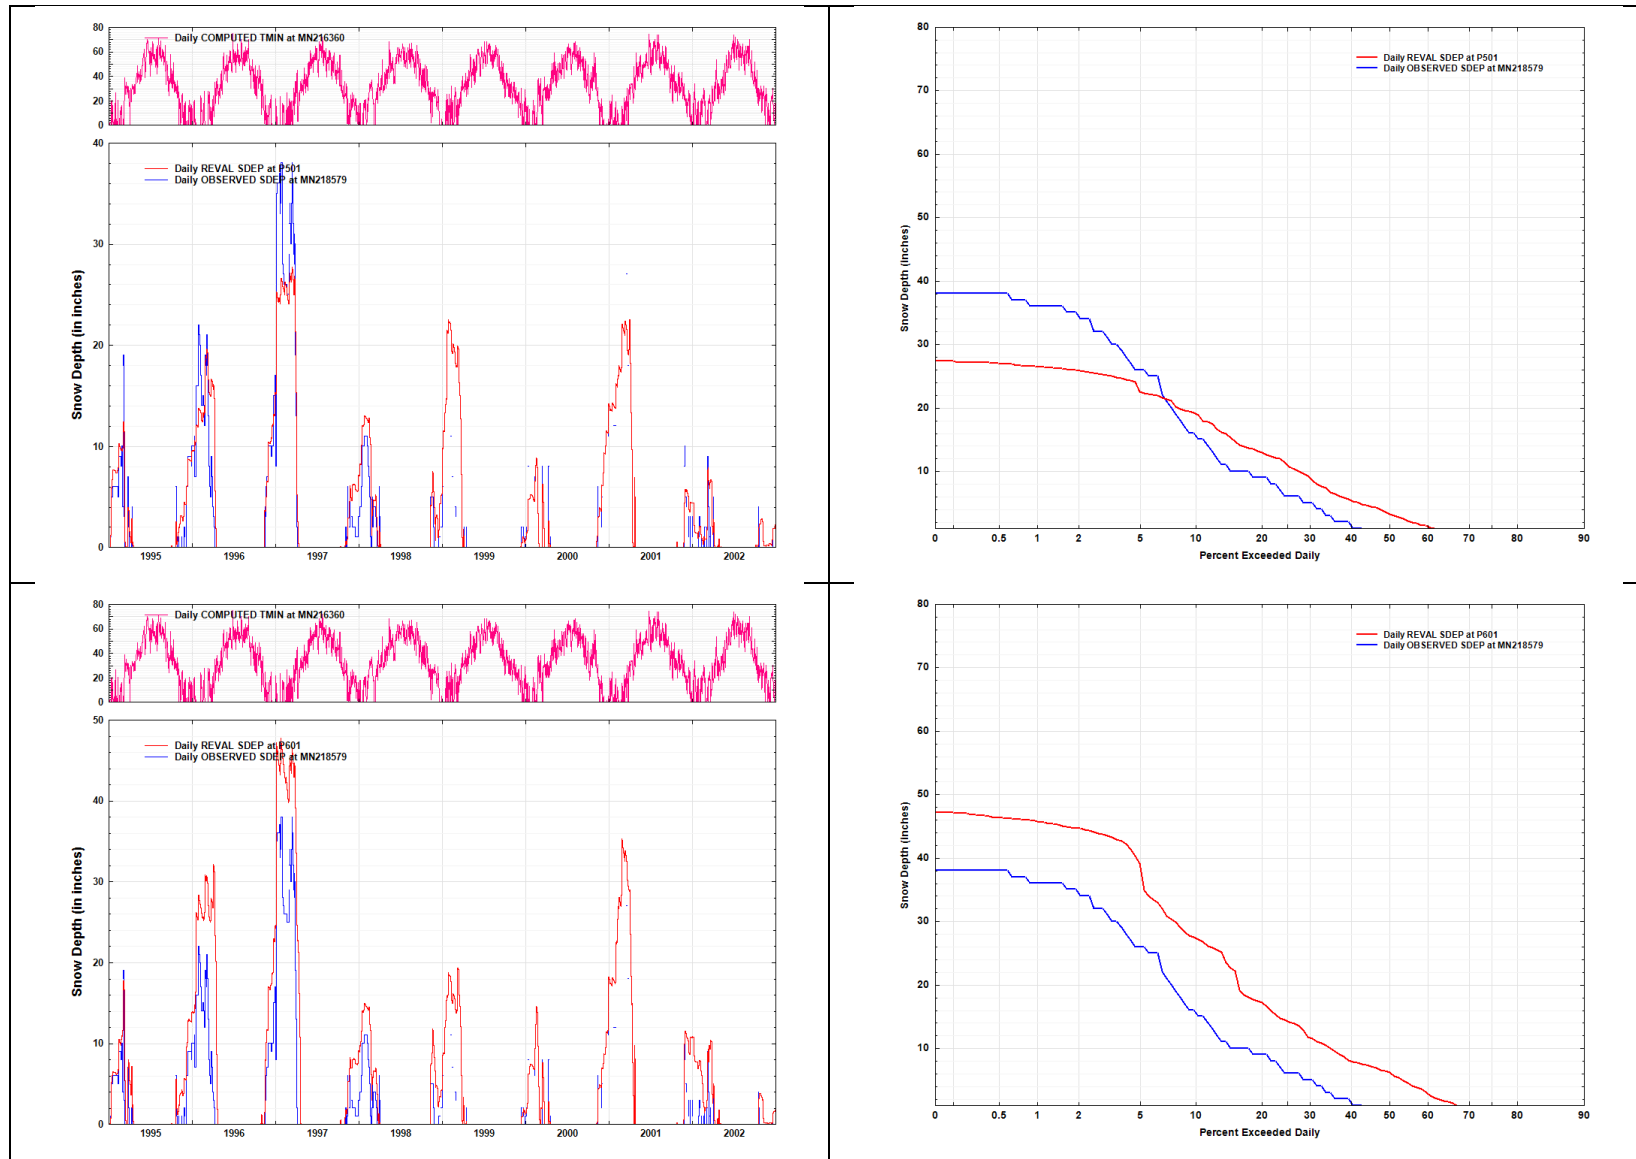 80
60
40
20
0
Daily COMPUTED TMIN at MN216360
40
30
20
10
0
Snow Depth (in inches)
Daily REVAL SDEP at P501
Daily OBSERVED SDEP at MN218579
1995 1996 1997 1998 1999 2000 2001 2002
80
70
60
50
40
30
20
10
Snow Depth (inches)
Daily REVAL SDEP at P501
Daily OBSERVED SDEP at MN218579
0 0.5 1 2 5 10 20 30 40 50 60 70 80 90
Percent Exceeded Daily
80
60
40
20
0
Daily COMPUTED TMIN at MN216360
50
40
30
20
10
0
Snow Depth (in inches)
Daily REVAL SDEP at P601
Daily OBSERVED SDEP at MN218579
1995 1996 1997 1998 1999 2000 2001 2002
80
70
60
50
40
30
20
10
Snow Depth (inches)
Daily REVAL SDEP at P601
Daily OBSERVED SDEP at MN218579
0 0.5 1 2 5 10 20 30 40 50 60 70 80 90
Percent Exceeded Daily